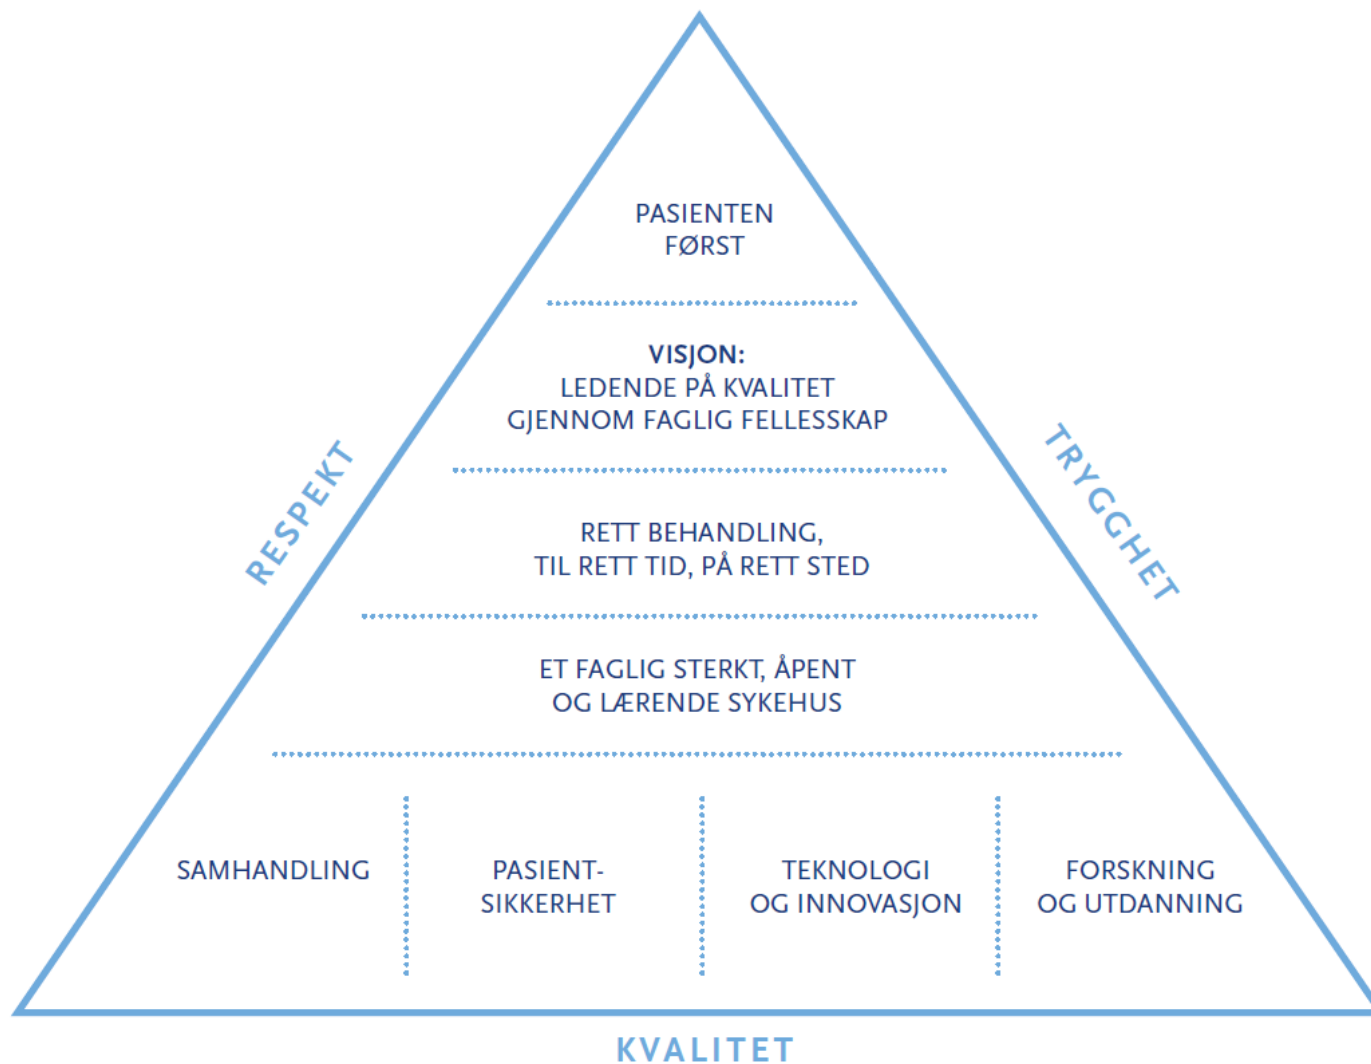 PASIENTEN
FØRST
VISJON:
LEDENDE PÅ KVALITET
GJENNOM FAGLIG FELLESSKAP
RESPEKT
TRYGGHET
RETT BEHANDLING,
TIL RETT TID, PÅ RETT STED
ET FAGLIG STERKT, ÅPENT
OG LÆRENDE SYKEHUS
SAMHANDLING
PASIENT-
SIKKERHET
TEKNOLOGI
OG INNOVASJON
FORSKNING
OG UTDANNING
KVALITET